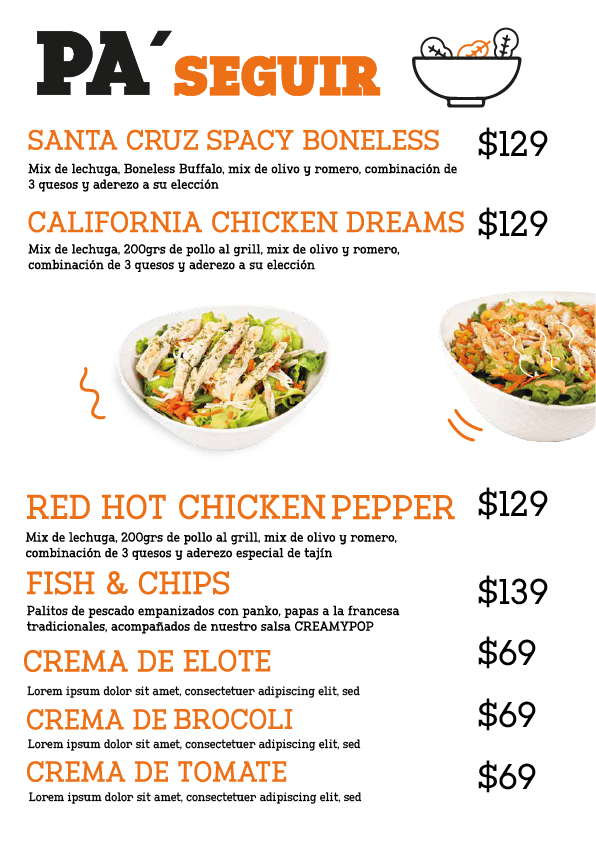 PA´ SEGUIR
SANTA CRUZ SPACY BONELESS $129
Mix de lechuga, Boneless Buffalo, mix de olivo y romero, combinación de
3 quesos y aderezo a su elección
CALIFORNIA CHICKEN DREAMS $129
Mix de lechuga, 200grs de pollo al grill, mix de olivo y romero,
combinación de 3 quesos y aderezo a su elección
RED HOT CHICKEN PEPPER $129
Mix de lechuga, 200grs de pollo al grill, mix de olivo y romero,
combinación de 3 quesos y aderezo especial de tajín
FISH & CHIPS $139
Palitos de pescado empanizados con panko, papas a la francesa
tradicionales, acompañados de nuestro salsa CREAMYPOP
CREMA DE ELOTE $69
Lorem ipsum dolor sit amet, consectetuer adipiscing elit, sed
CREMA DE BROCOLI $69
Lorem ipsum dolor sit amet, consectetuer adipiscing elit, sed
CREMA DE TOMATE $69
Lorem ipsum dolor sit amet, consectetuer adipiscing elit, sed